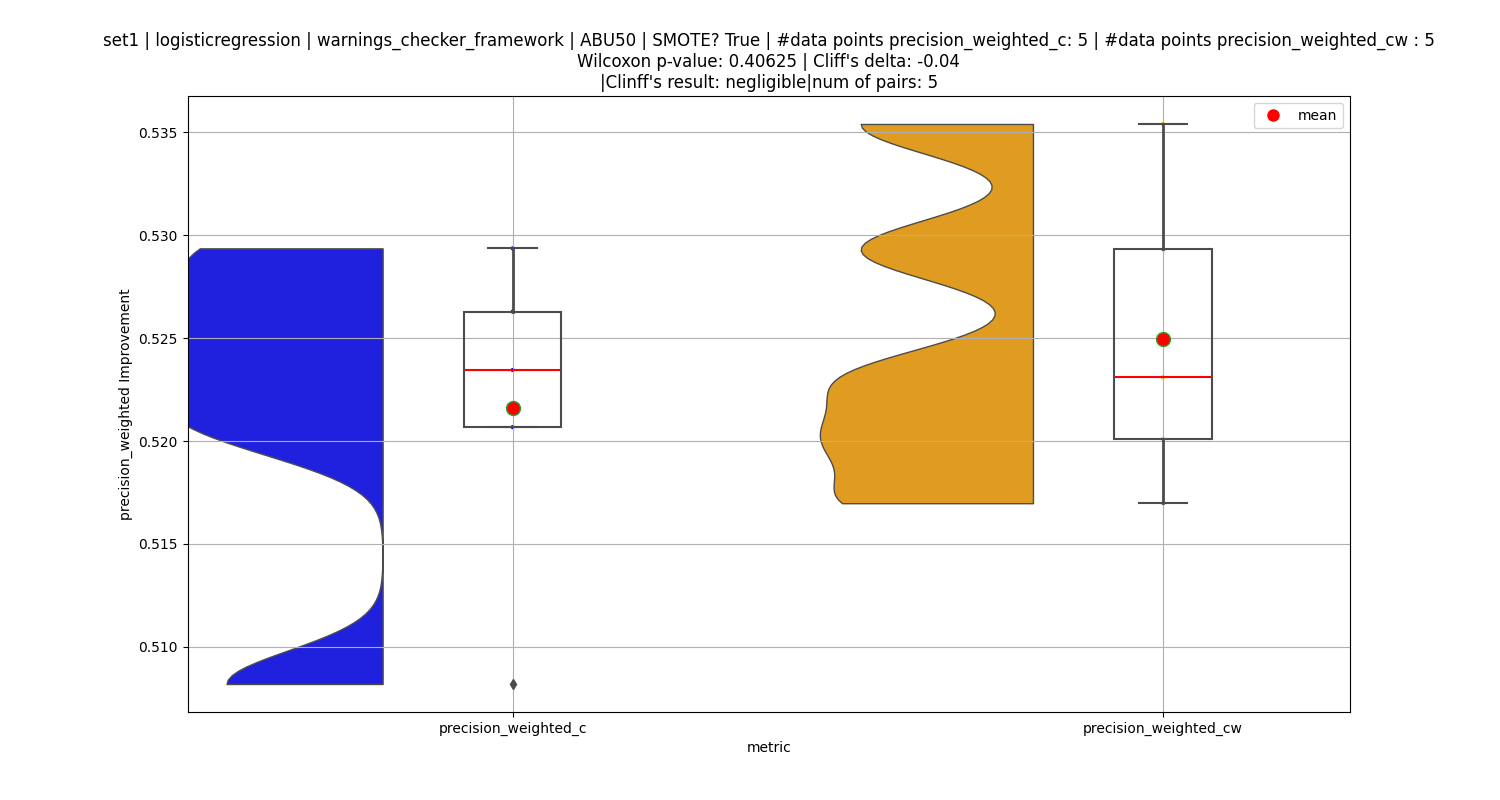 set1 | logisticregression | warnings_checker_framework | ABU50 | SMOTE? True | #data points precision_weighted_c: 5 | #data points precision_weighted_cw : 5
Wilcoxon p-value: 0.40625 | Cliff's delta: -0.04
|Clinff's result: negligible|num of pairs: 5
mean
0.535
0.530
0.525
0.520
0.515
0.510
precision_weighted Improvement
precision_weighted_c
precision_weighted_cw
metric